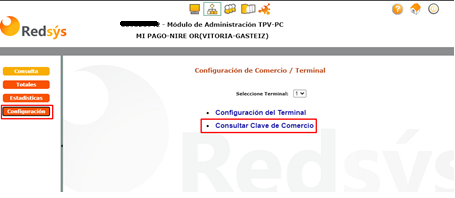 - Módulo de Administración TPV-PC
MI PAGO-NIRE OR(VITORIA-GASTEIZ)
Redsýs
Configuración de Comercio / Terminal
Consulta
Totales
Estadísticas
Configuración
Seleccione Terminal: 1
• Configuración del Terminal
• Consultar Clave de Comercio
Redsýs